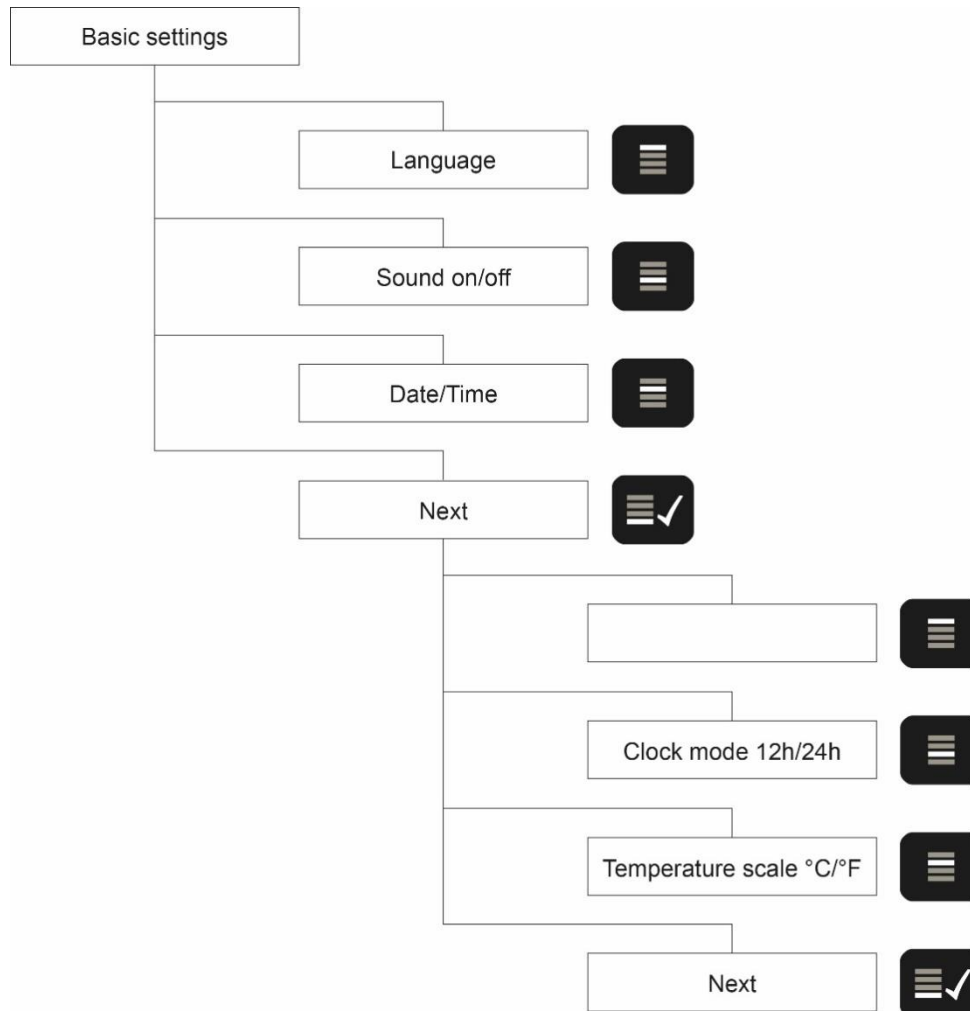 Basic settings
Language
Sound on/off
Date/Time
Next
Clock mode 12h/24h
Temperature scale °C/°F
Next